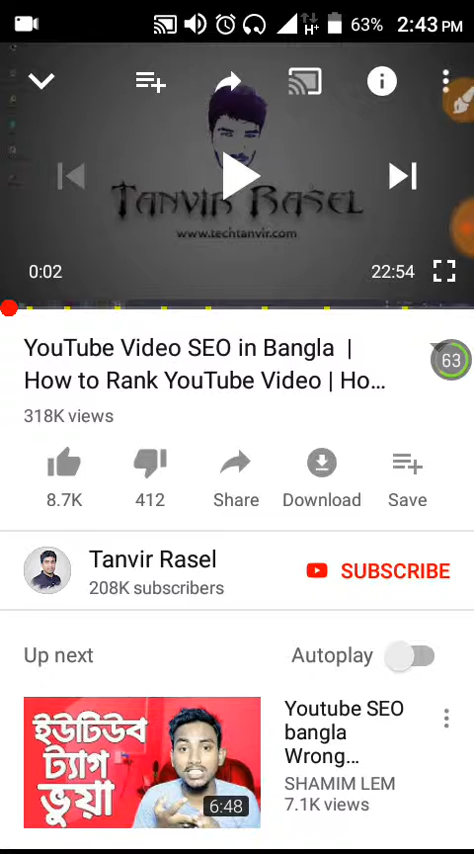 H+ 63% 2:43 PM
TANVIR RASEL
www.techtanvir.com
0:02 22:54
YouTube Video SEO in Bangla |
How to Rank YouTube Video | Ho...
63
318K views
8.7K 412 Share Download Save
Tanvir Rasel
208K subscribers
SUBSCRIBE
Up next Autoplay
ইউটিউব
ট্যাগ
ভুয়া
6:48
Youtube SEO
bangla
Wrong...
SHAMIM LEM
7.1K views